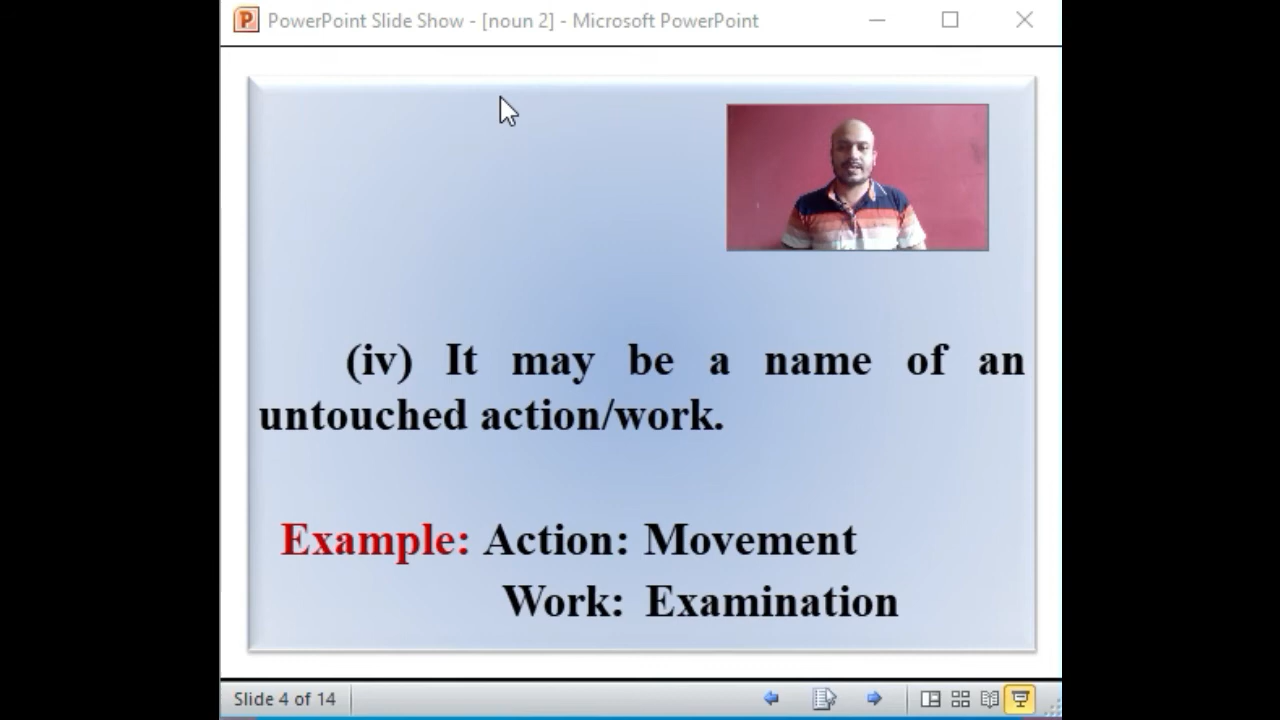 PowerPoint Slide Show - [noun 2] - Microsoft PowerPoint
(iv) It may be a name of an
untouched action/work.
Example: Action: Movement
Work: Examination
Slide 4 of 14